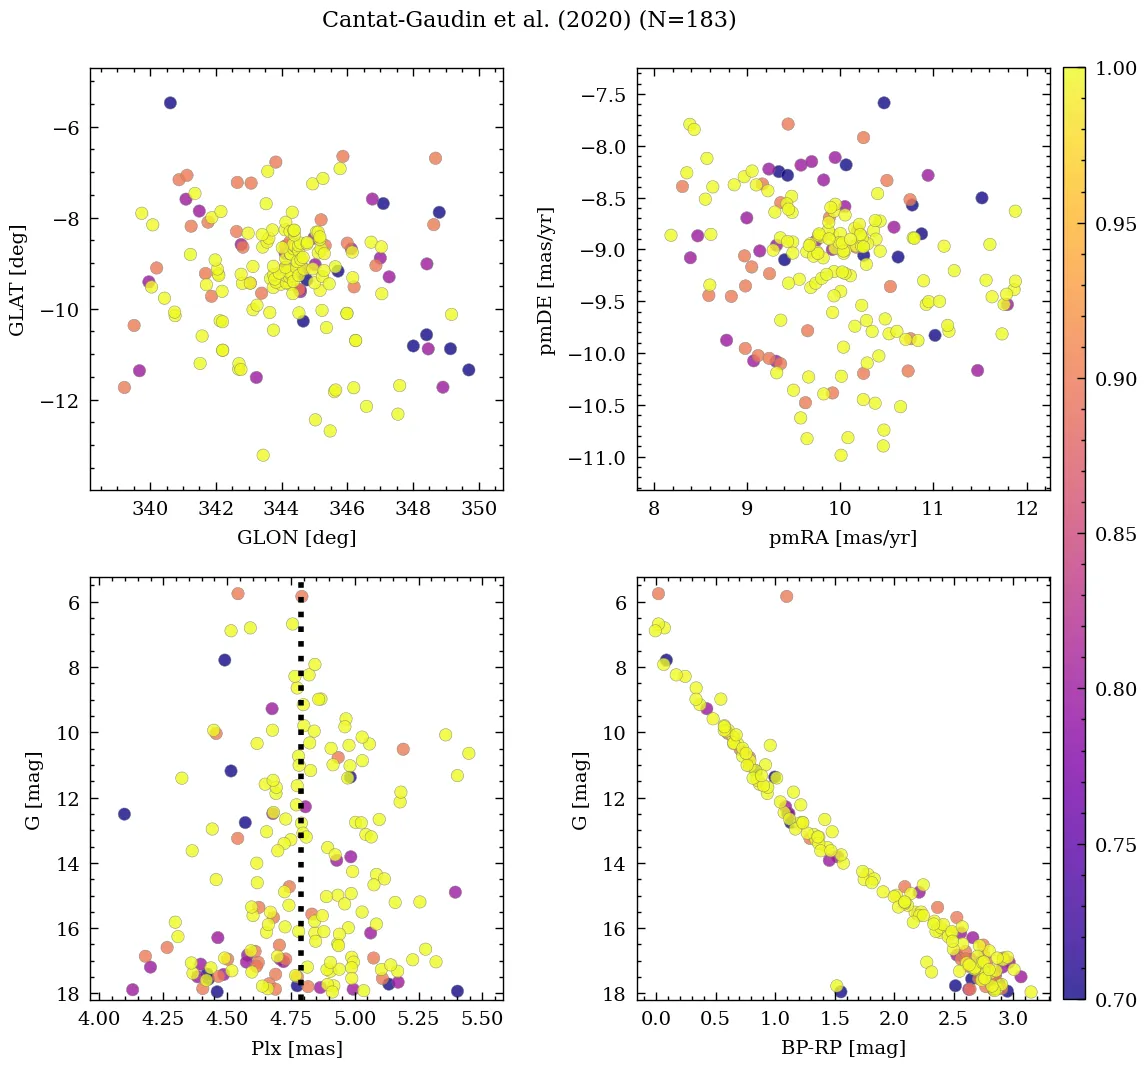 Cantat-Gaudin et al. (2020) (N=183)
−6
−8
−10
−12
GLAT [deg]
340 342 344 346 348 350
GLON [deg]
−7.5
−8.0
−8.5
−9.0
−9.5
−10.0
−10.5
−11.0
pmDE [mas/yr]
8 9 10 11 12
pmRA [mas/yr]
6
8
10
12
14
16
18
G [mag]
4.00 4.25 4.50 4.75 5.00 5.25 5.50
Plx [mas]
6
8
10
12
14
16
18
G [mag]
0.0 0.5 1.0 1.5 2.0 2.5 3.0
BP-RP [mag]
1.00
0.95
0.90
0.85
0.80
0.75
0.70